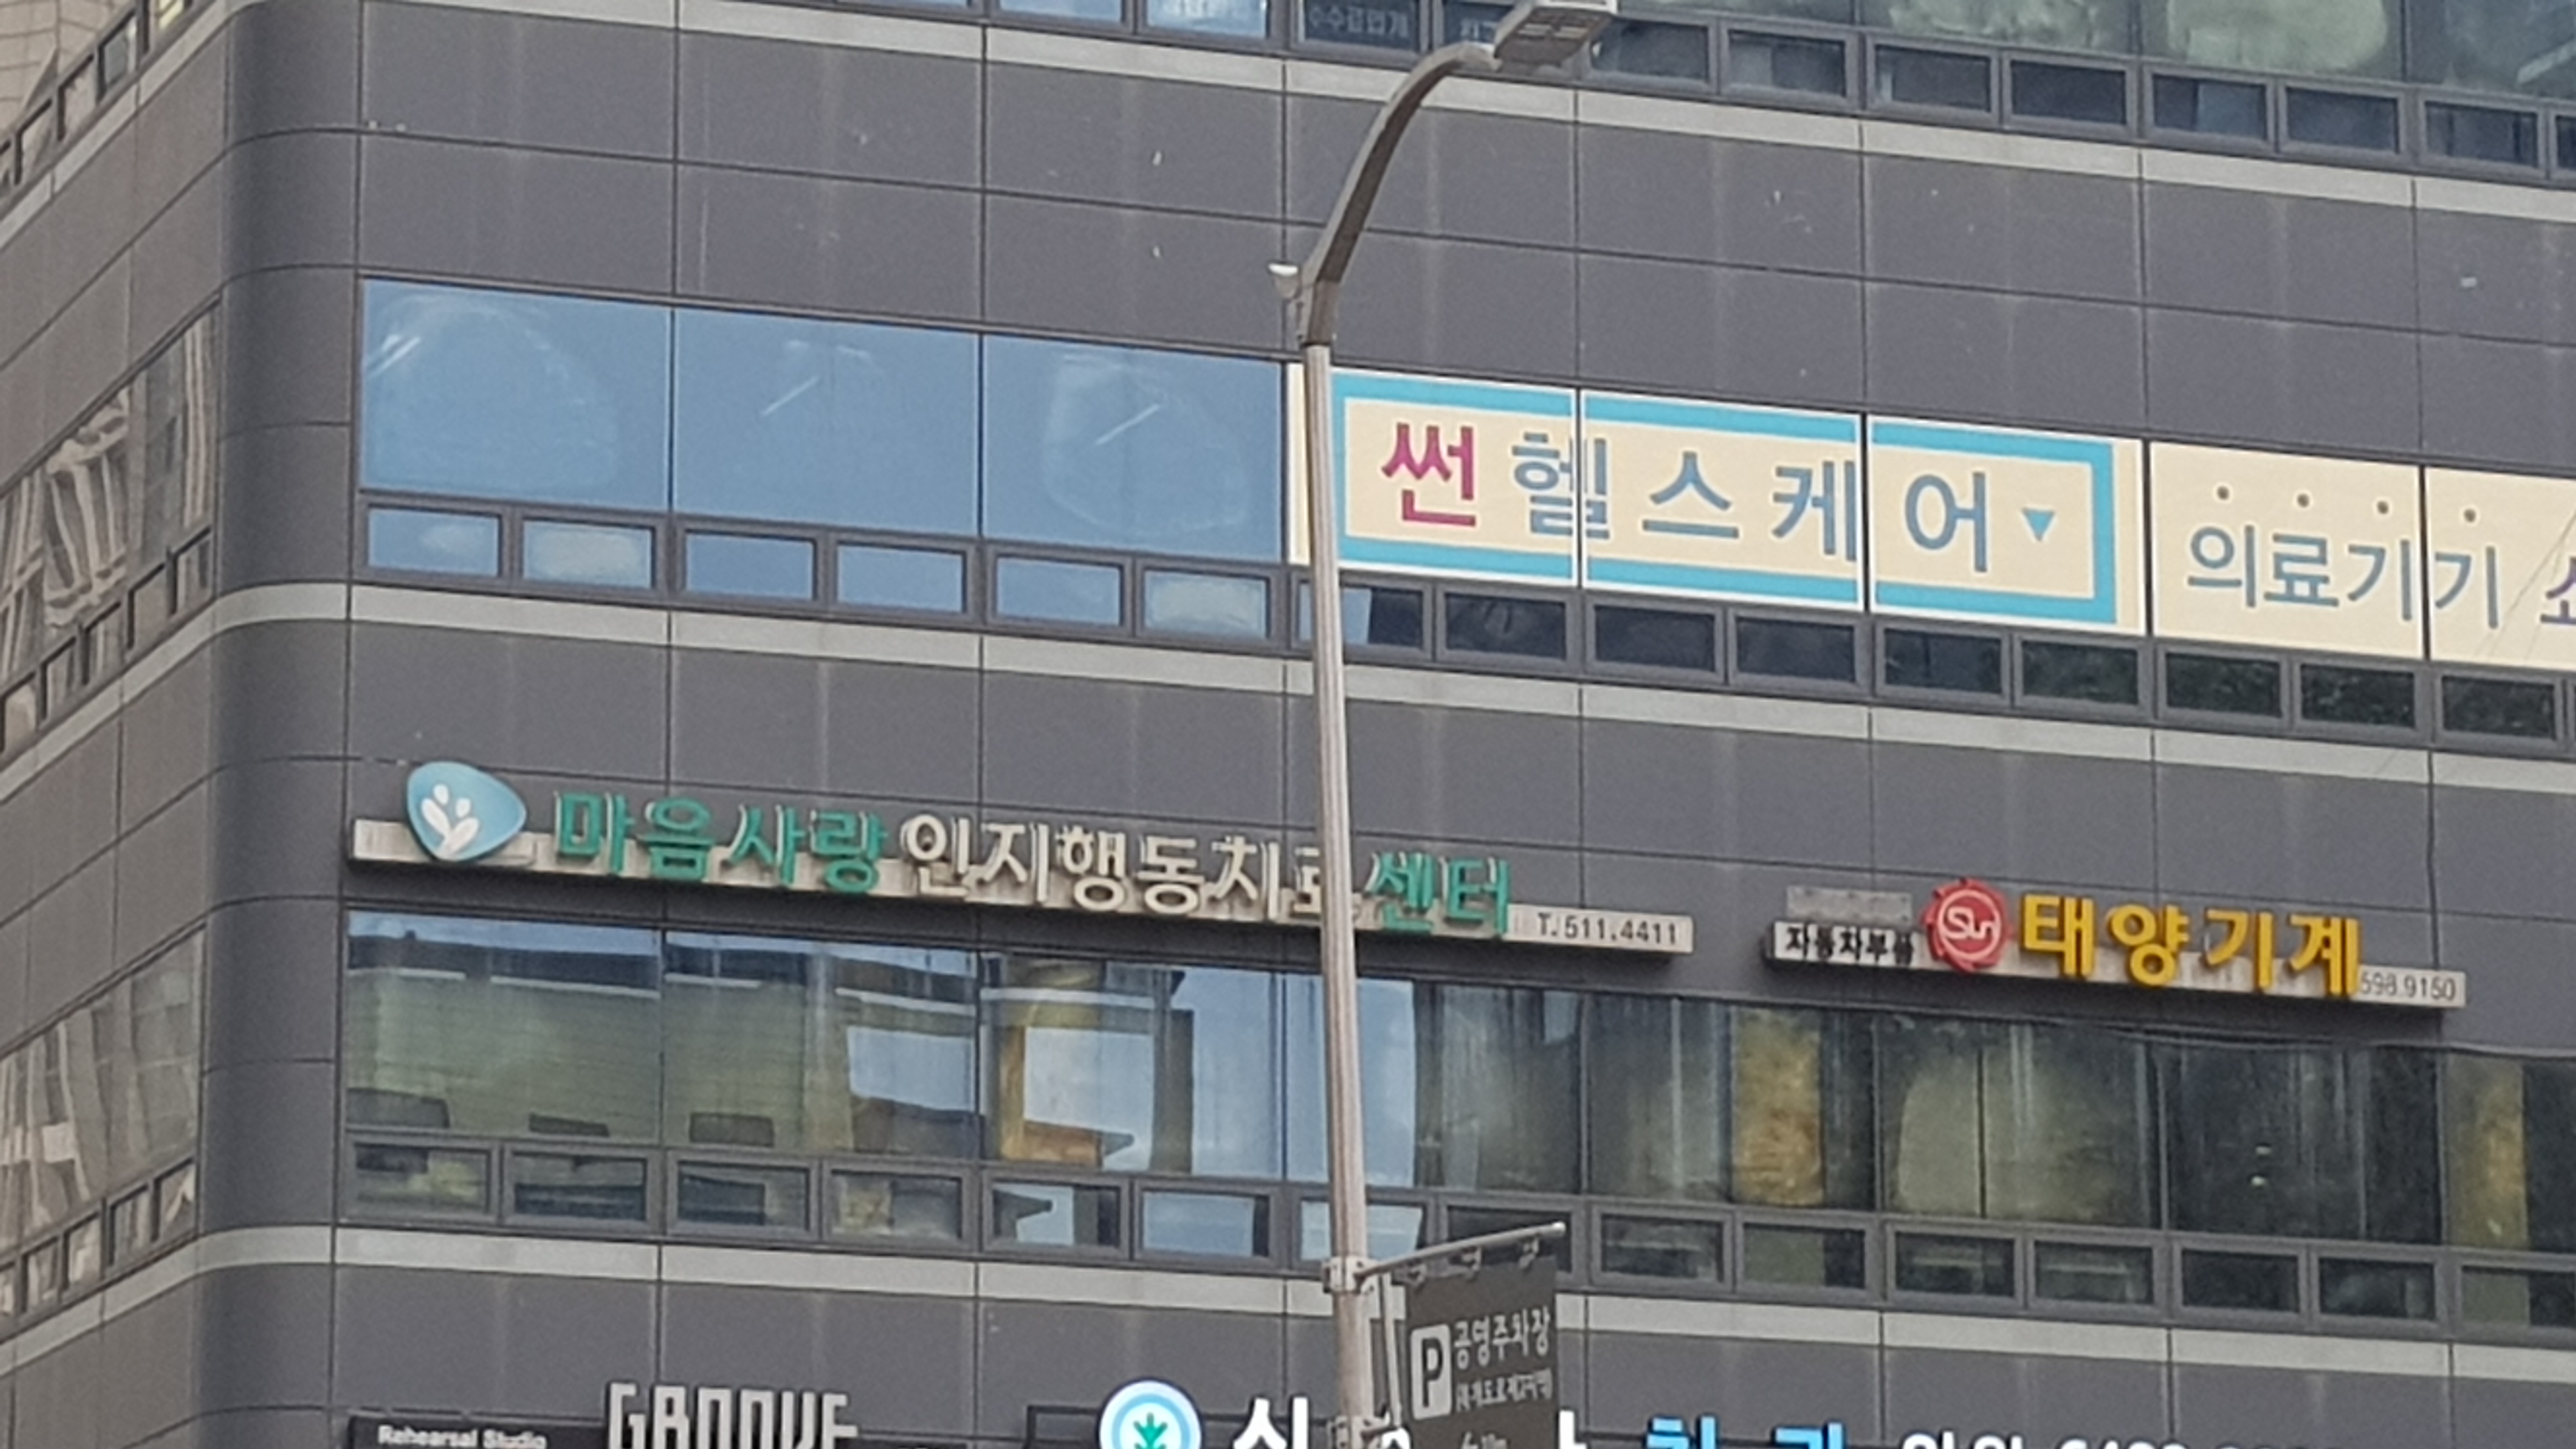 썬 헬스케어
의료기기
마음사랑 인지행동치료센터 T.511.4411
자동차부품 Sun 태양기계 598.9150
P 공영주차장
Rehearsal Studio GROOVE